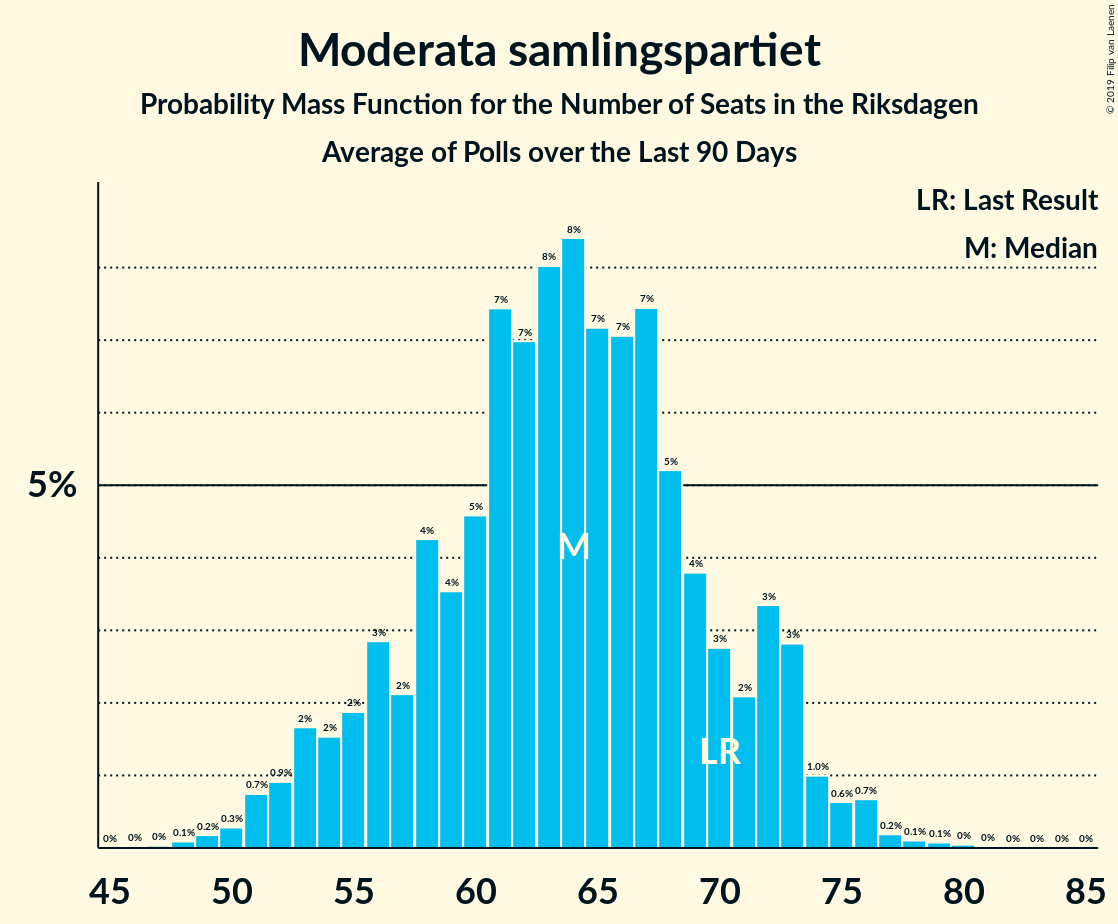 Moderata samlingspartiet
Probability Mass Function for the Number of Seats in the Riksdagen
Average of Polls over the Last 90 Days
© 2019 Filip van Laenen
LR: Last Result
M: Median
5%
0% 0% 0% 0.1% 0.2% 0.3% 0.7% 0.9% 2% 2% 2% 3% 2% 4% 4% 5% 7% 7% 8% 8% 7% 7% 7% 5% 4% 3% 2% 3% 3% 1.0% 0.6% 0.7% 0.2% 0.1% 0.1% 0% 0% 0% 0% 0% 0%
M
LR
45 50 55 60 65 70 75 80 85